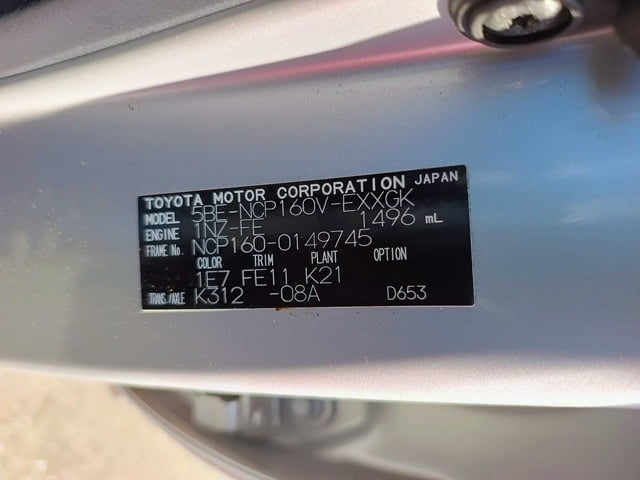 TOYOTA MOTOR CORPORATION JAPAN
MODEL 5BE-NCP160V-EXXGK
ENGINE 1NZ-FE 1496 mL
FRAME No. NCP160-0149745
COLOR TRIM PLANT OPTION
1E7 FE11 K21
TRANS/AXLE K312 -08A D653